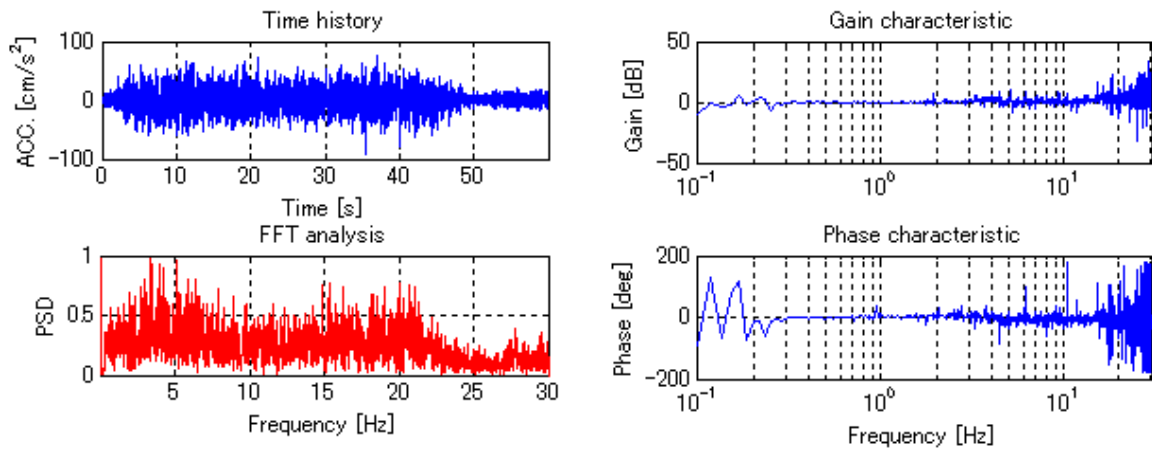 Time history
ACC. [cm/s²]
100
0
-100
0 10 20 30 40 50
Time [s]
FFT analysis
PSD
1
0.5
0
5 10 15 20 25 30
Frequency [Hz]
Gain characteristic
Gain [dB]
50
0
-50
10⁻¹ 10⁰ 10¹
Phase characteristic
Phase [deg]
200
0
-200
10⁻¹ 10⁰ 10¹
Frequency [Hz]